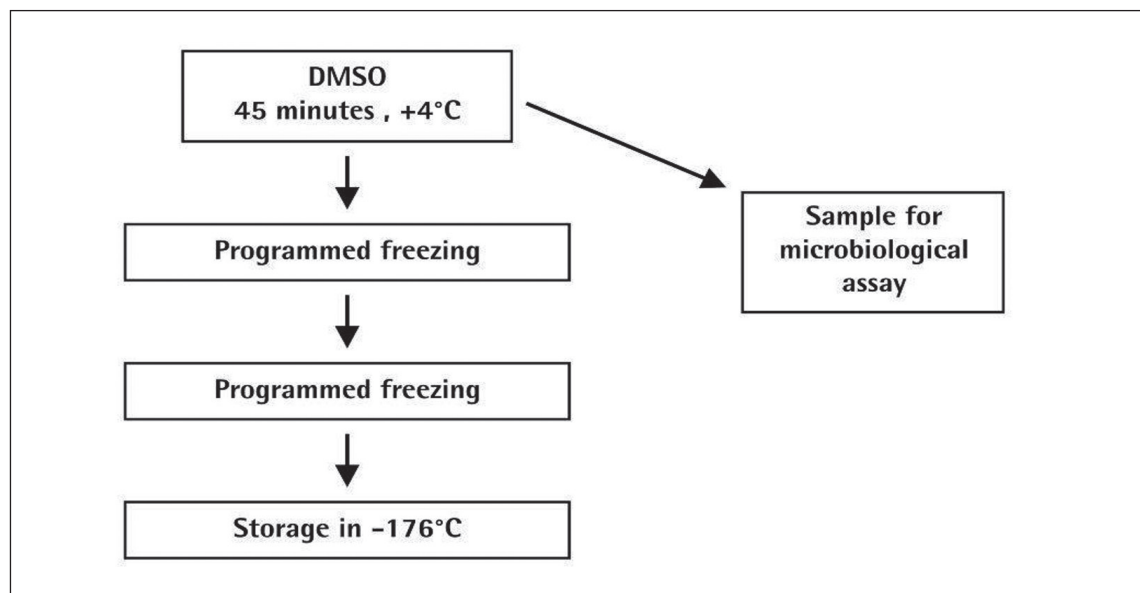 DMSO
45 minutes , +4°C
Programmed freezing
Sample for
microbiological
assay
Programmed freezing
Storage in -176°C